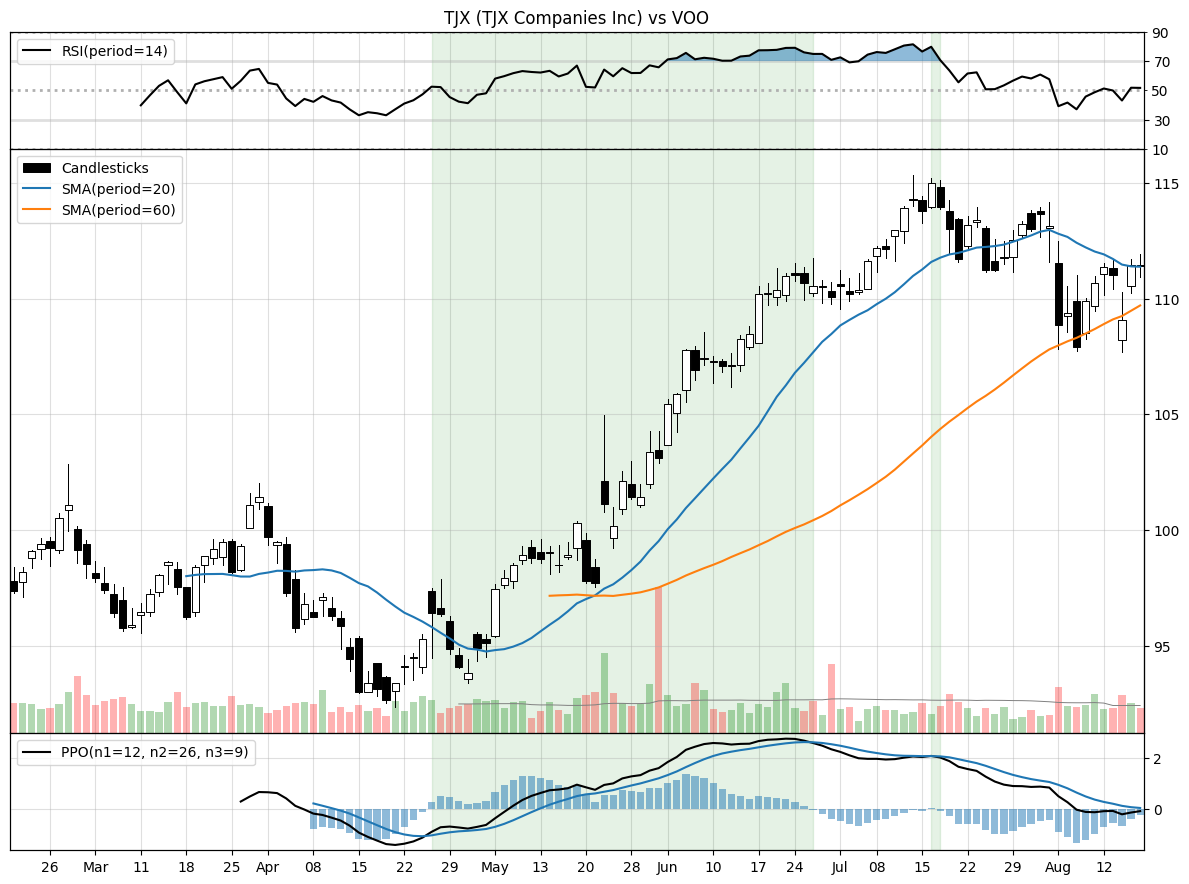 TJX (TJX Companies Inc) vs VOO
RSI(period=14)
90
70
50
30
10
Candlesticks
SMA(period=20)
SMA(period=60)
115
110
105
100
95
PPO(n1=12, n2=26, n3=9)
2
0
26 Mar 11 18 25 Apr 08 15 22 29 May 13 20 28 Jun 10 17 24 Jul 08 15 22 29 Aug 12